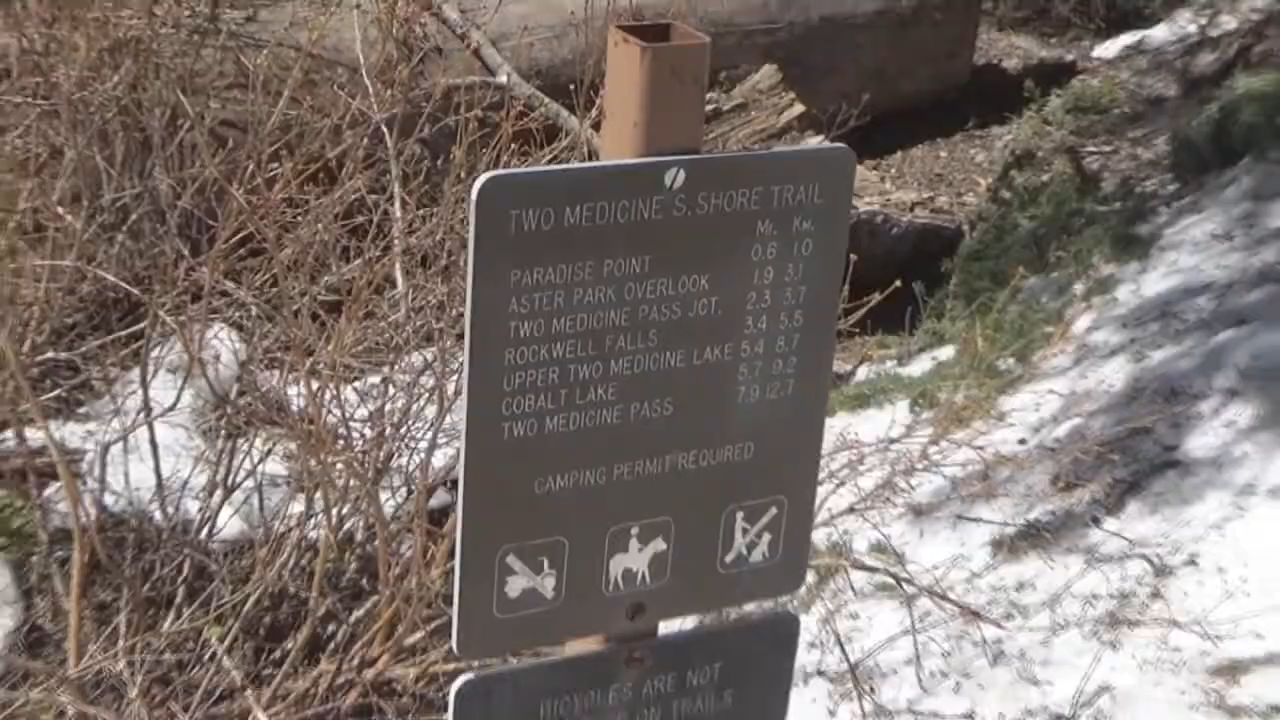 TWO MEDICINE S. SHORE TRAIL
MI. KM.
PARADISE POINT 0.6 1.0
ASTER PARK OVERLOOK 1.9 3.1
TWO MEDICINE PASS JCT. 2.3 3.7
ROCKWELL FALLS 3.4 5.5
UPPER TWO MEDICINE LAKE 5.4 8.7
COBALT LAKE 5.7 9.2
TWO MEDICINE PASS 7.9 12.7
CAMPING PERMIT REQUIRED
BICYCLES ARE NOT
ON TRAILS